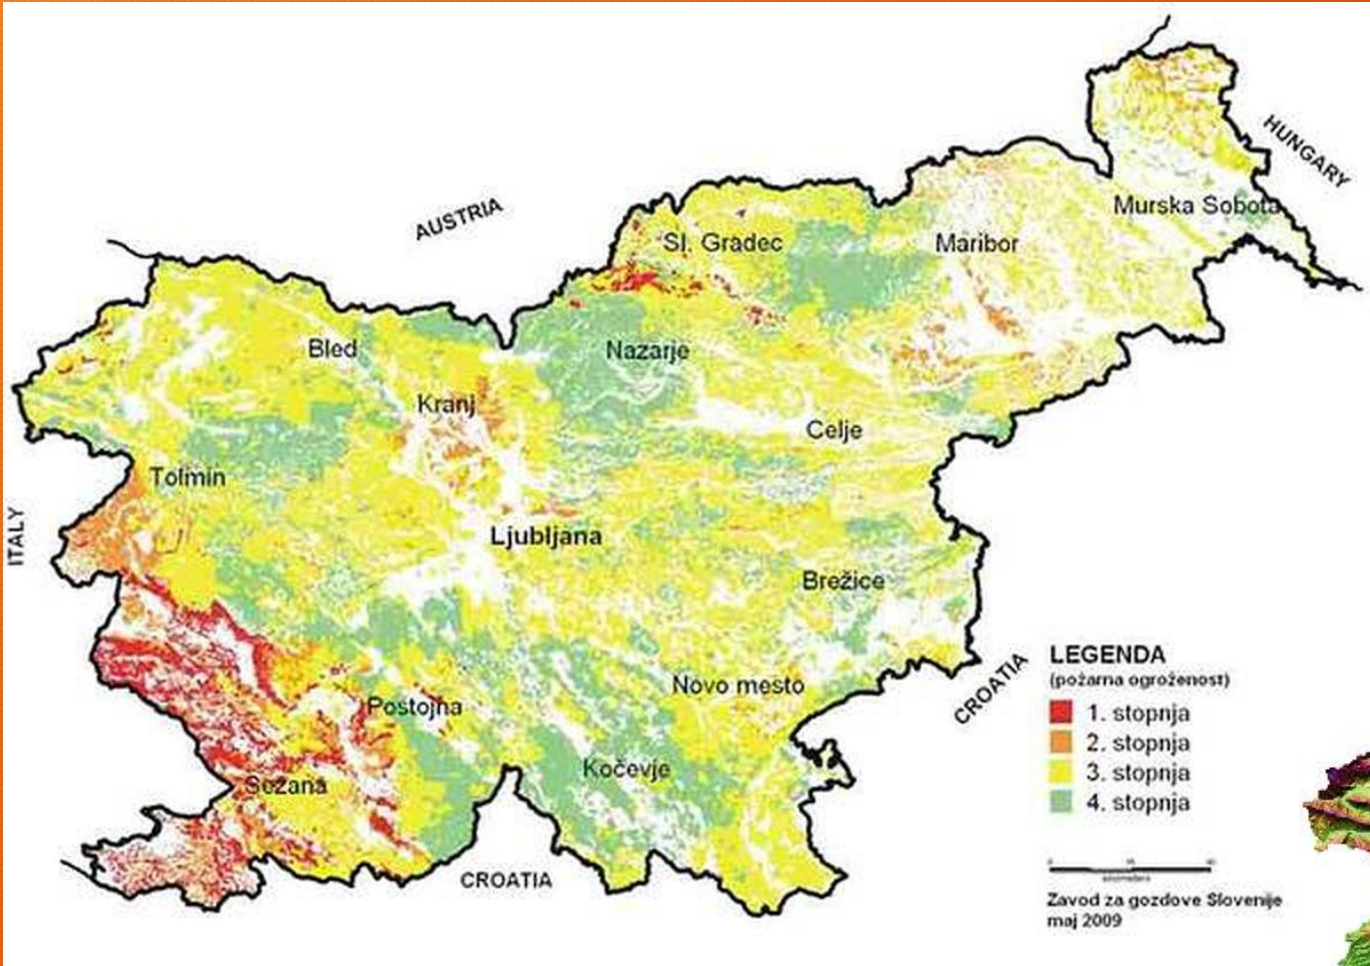 HUNGARY
AUSTRIA
Murska Sobota
Sl. Gradec
Maribor
Bled
Nazarje
Kranj
Celje
Tolmin
ITALY
Ljubljana
Brežice
Novo mesto
CROATIA
Postojna
Kočevje
Sežana
CROATIA
LEGENDA
(požarna ogroženost)
1. stopnja
2. stopnja
3. stopnja
4. stopnja
Zavod za gozdove Slovenije
maj 2009